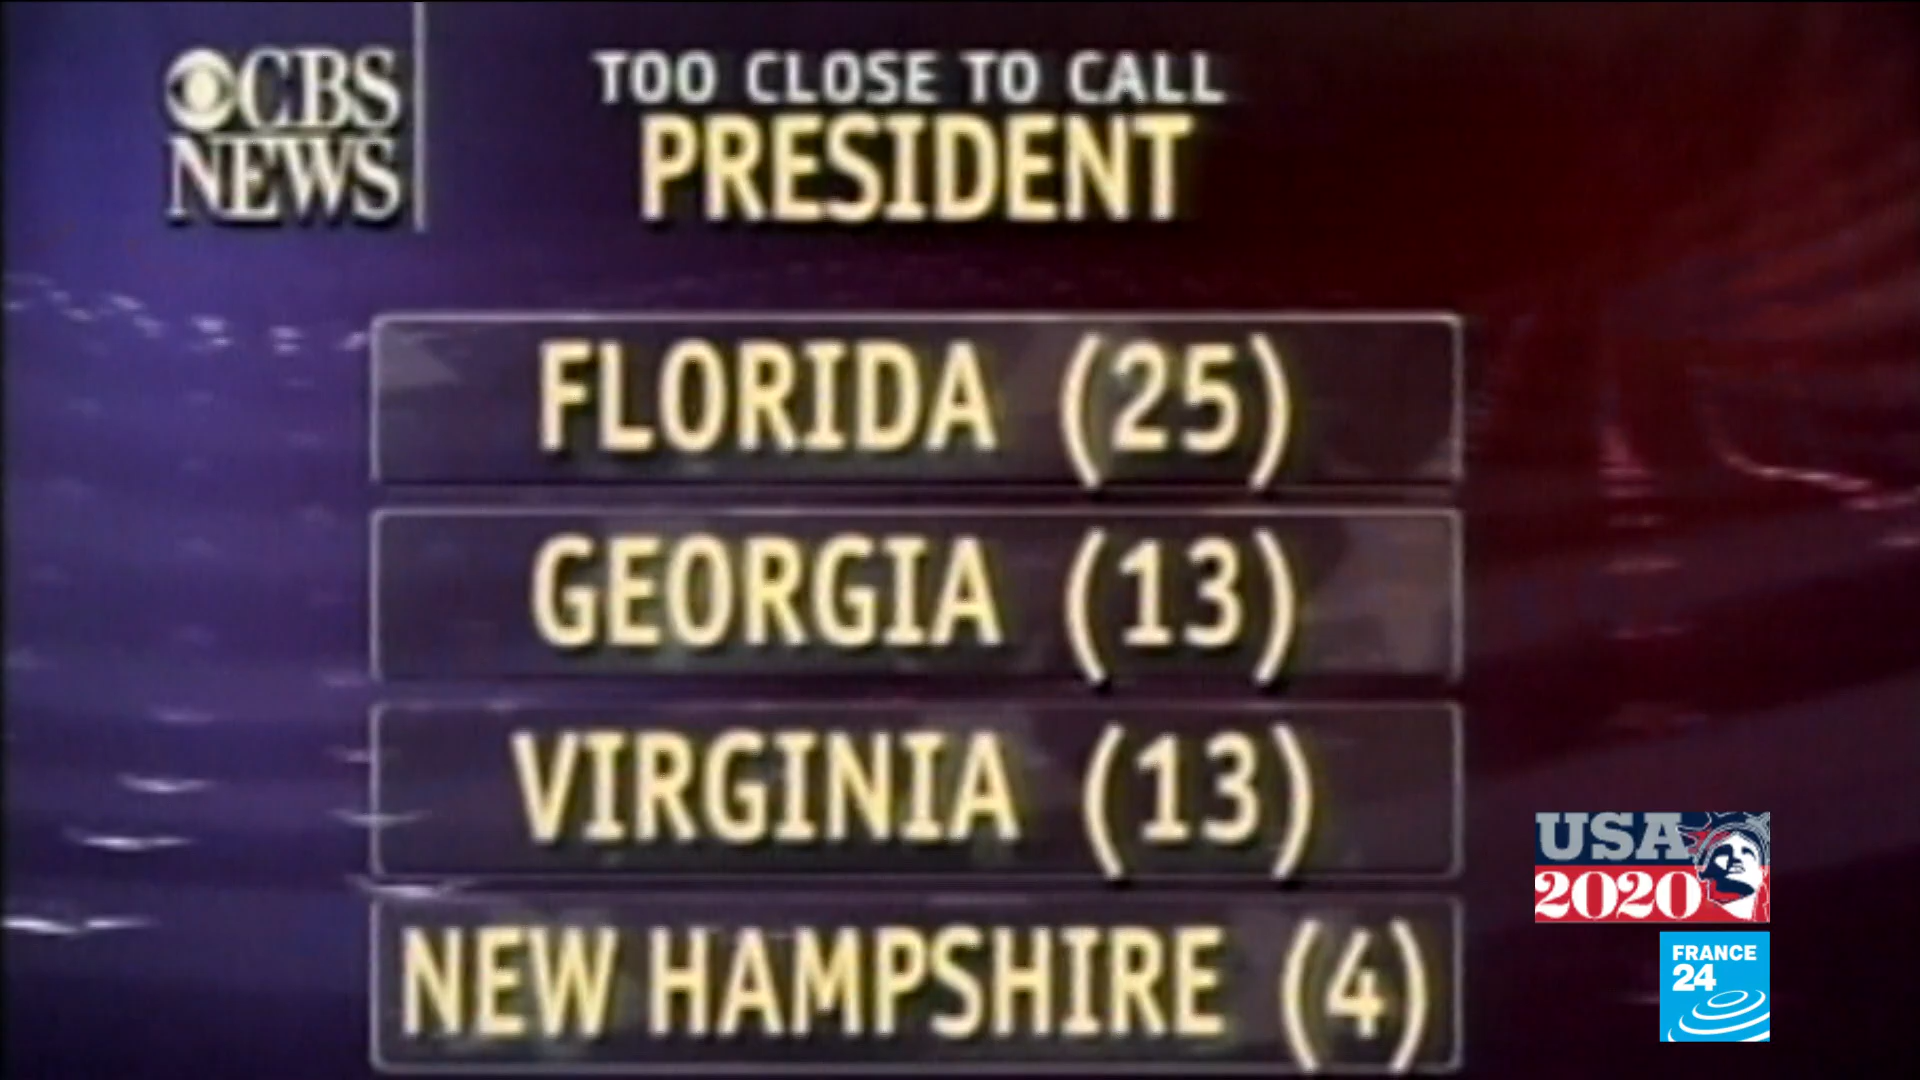 CBS
NEWS
TOO CLOSE TO CALL
PRESIDENT
FLORIDA (25)
GEORGIA (13)
VIRGINIA (13)
NEW HAMPSHIRE (4)
USA
2020
FRANCE
24